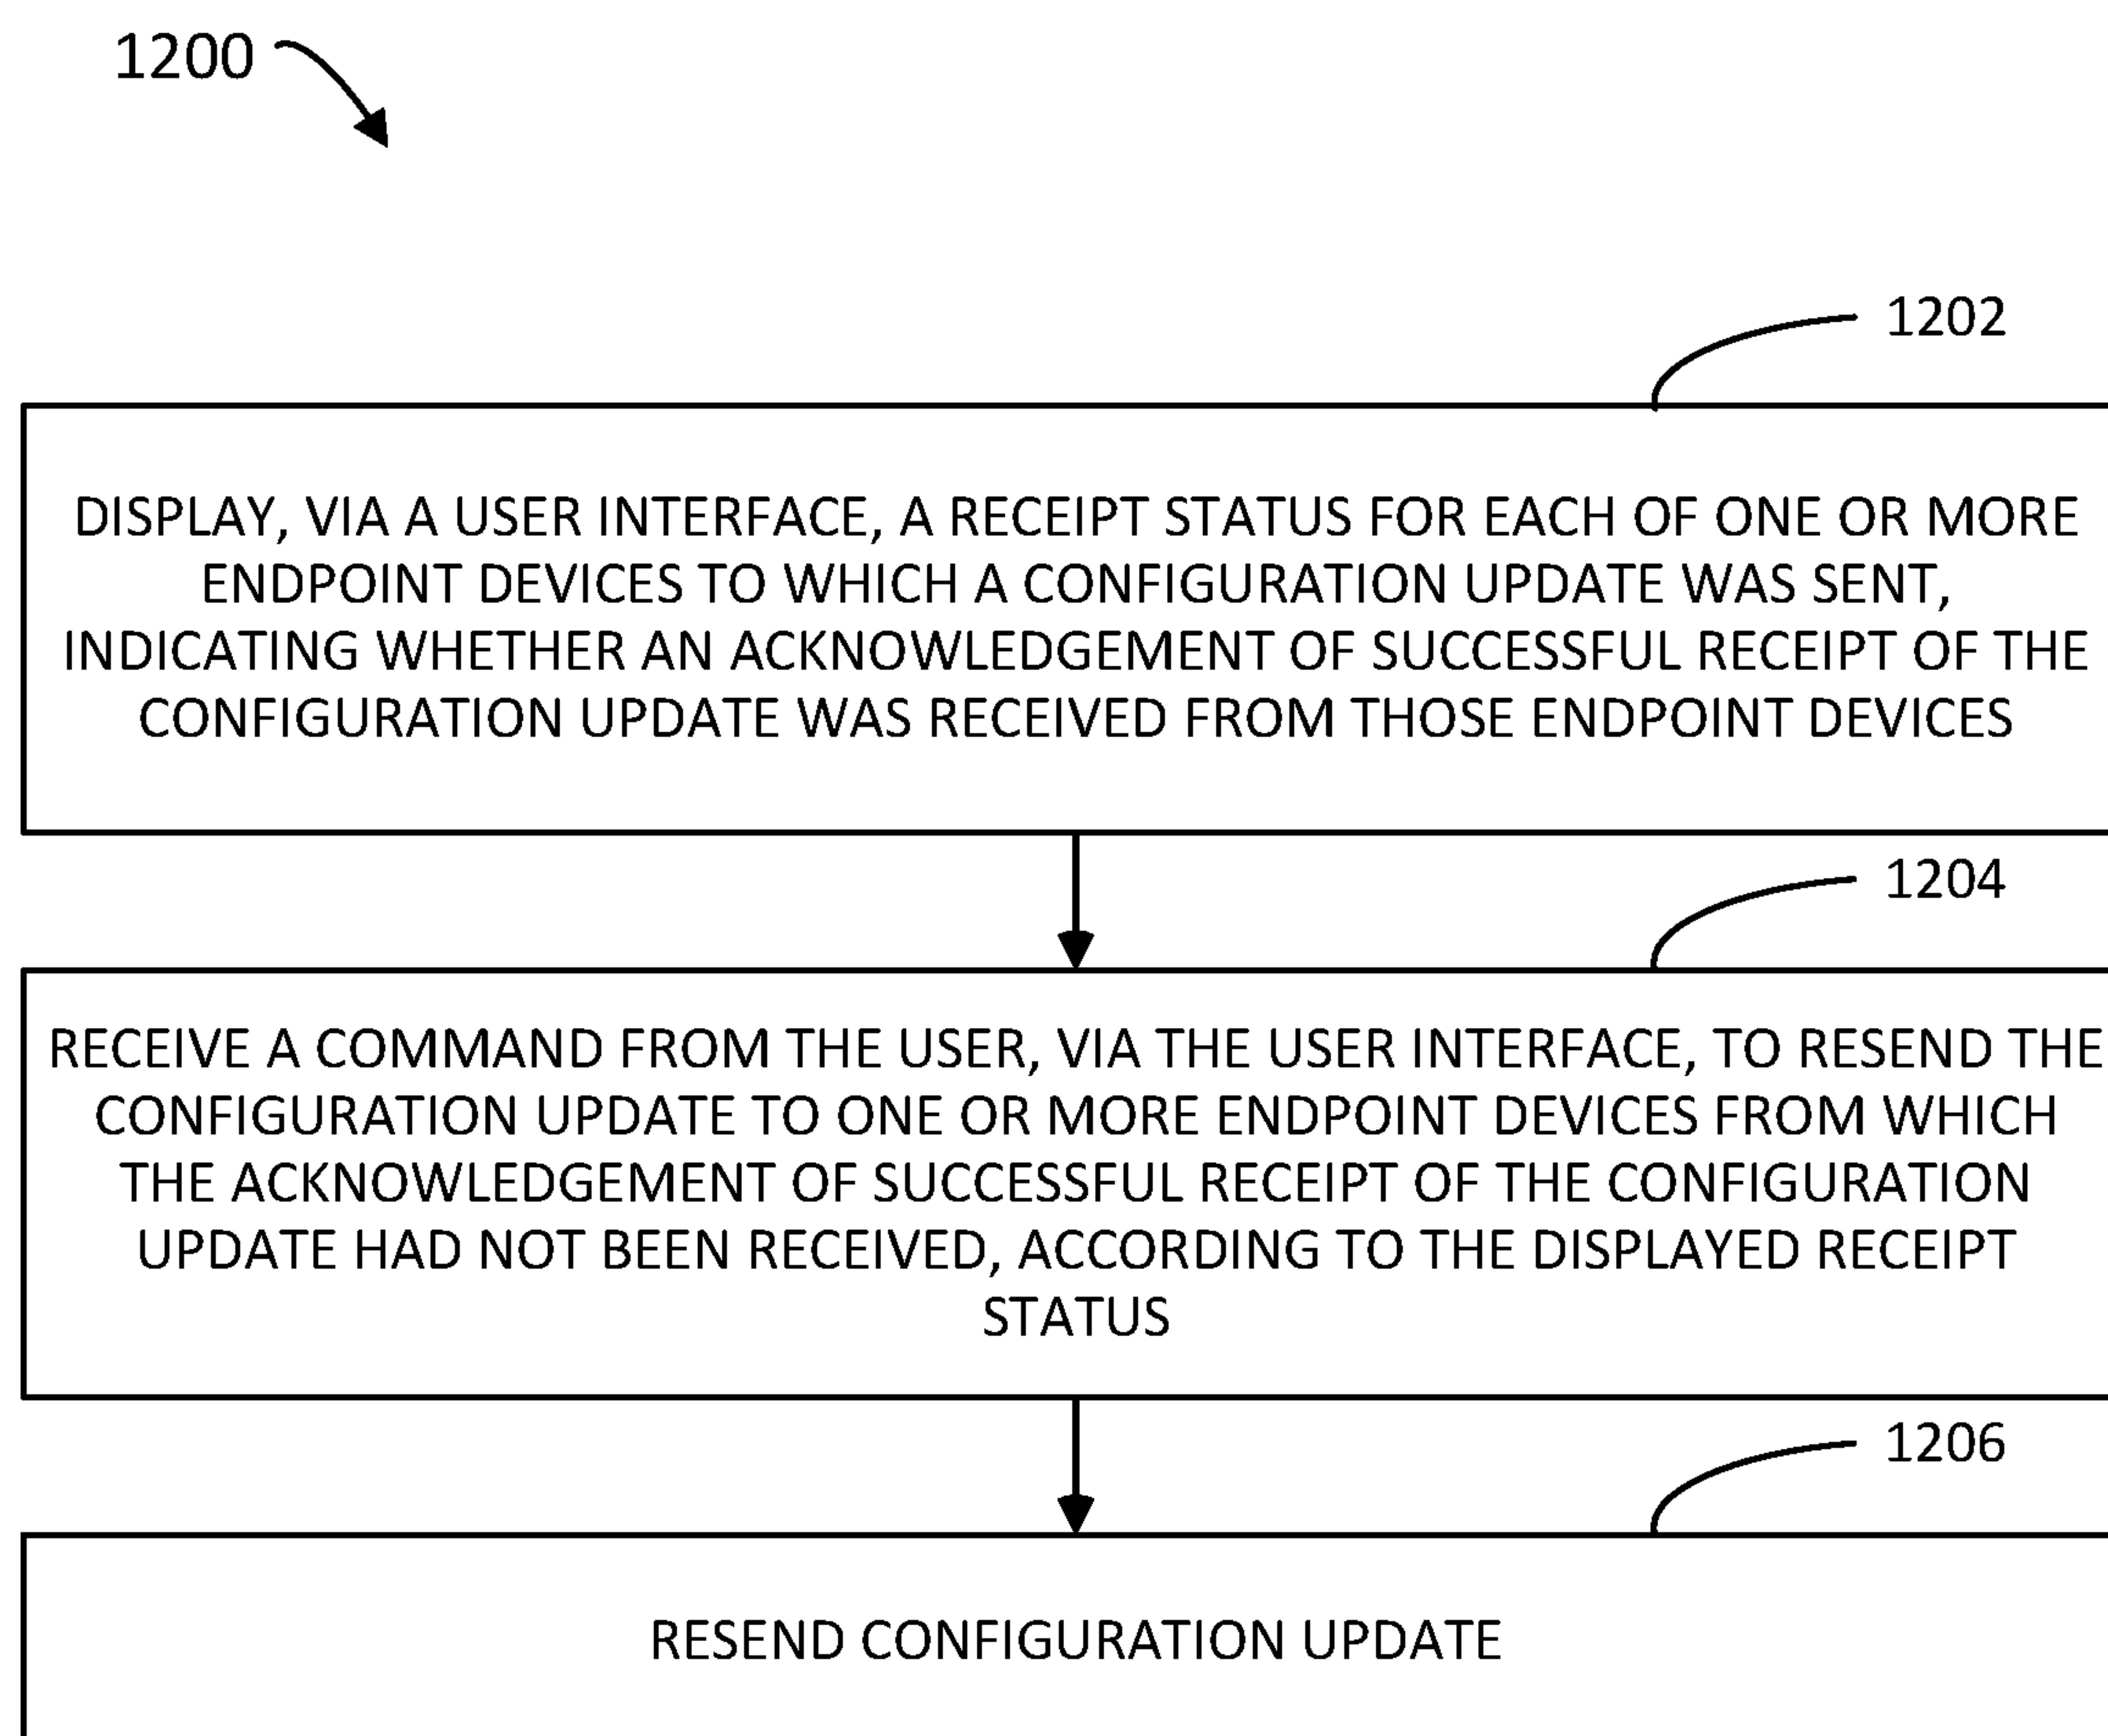 1200
1202
DISPLAY, VIA A USER INTERFACE, A RECEIPT STATUS FOR EACH OF ONE OR MORE
ENDPOINT DEVICES TO WHICH A CONFIGURATION UPDATE WAS SENT,
INDICATING WHETHER AN ACKNOWLEDGEMENT OF SUCCESSFUL RECEIPT OF THE
CONFIGURATION UPDATE WAS RECEIVED FROM THOSE ENDPOINT DEVICES
1204
RECEIVE A COMMAND FROM THE USER, VIA THE USER INTERFACE, TO RESEND THE
CONFIGURATION UPDATE TO ONE OR MORE ENDPOINT DEVICES FROM WHICH
THE ACKNOWLEDGEMENT OF SUCCESSFUL RECEIPT OF THE CONFIGURATION
UPDATE HAD NOT BEEN RECEIVED, ACCORDING TO THE DISPLAYED RECEIPT
STATUS
1206
RESEND CONFIGURATION UPDATE